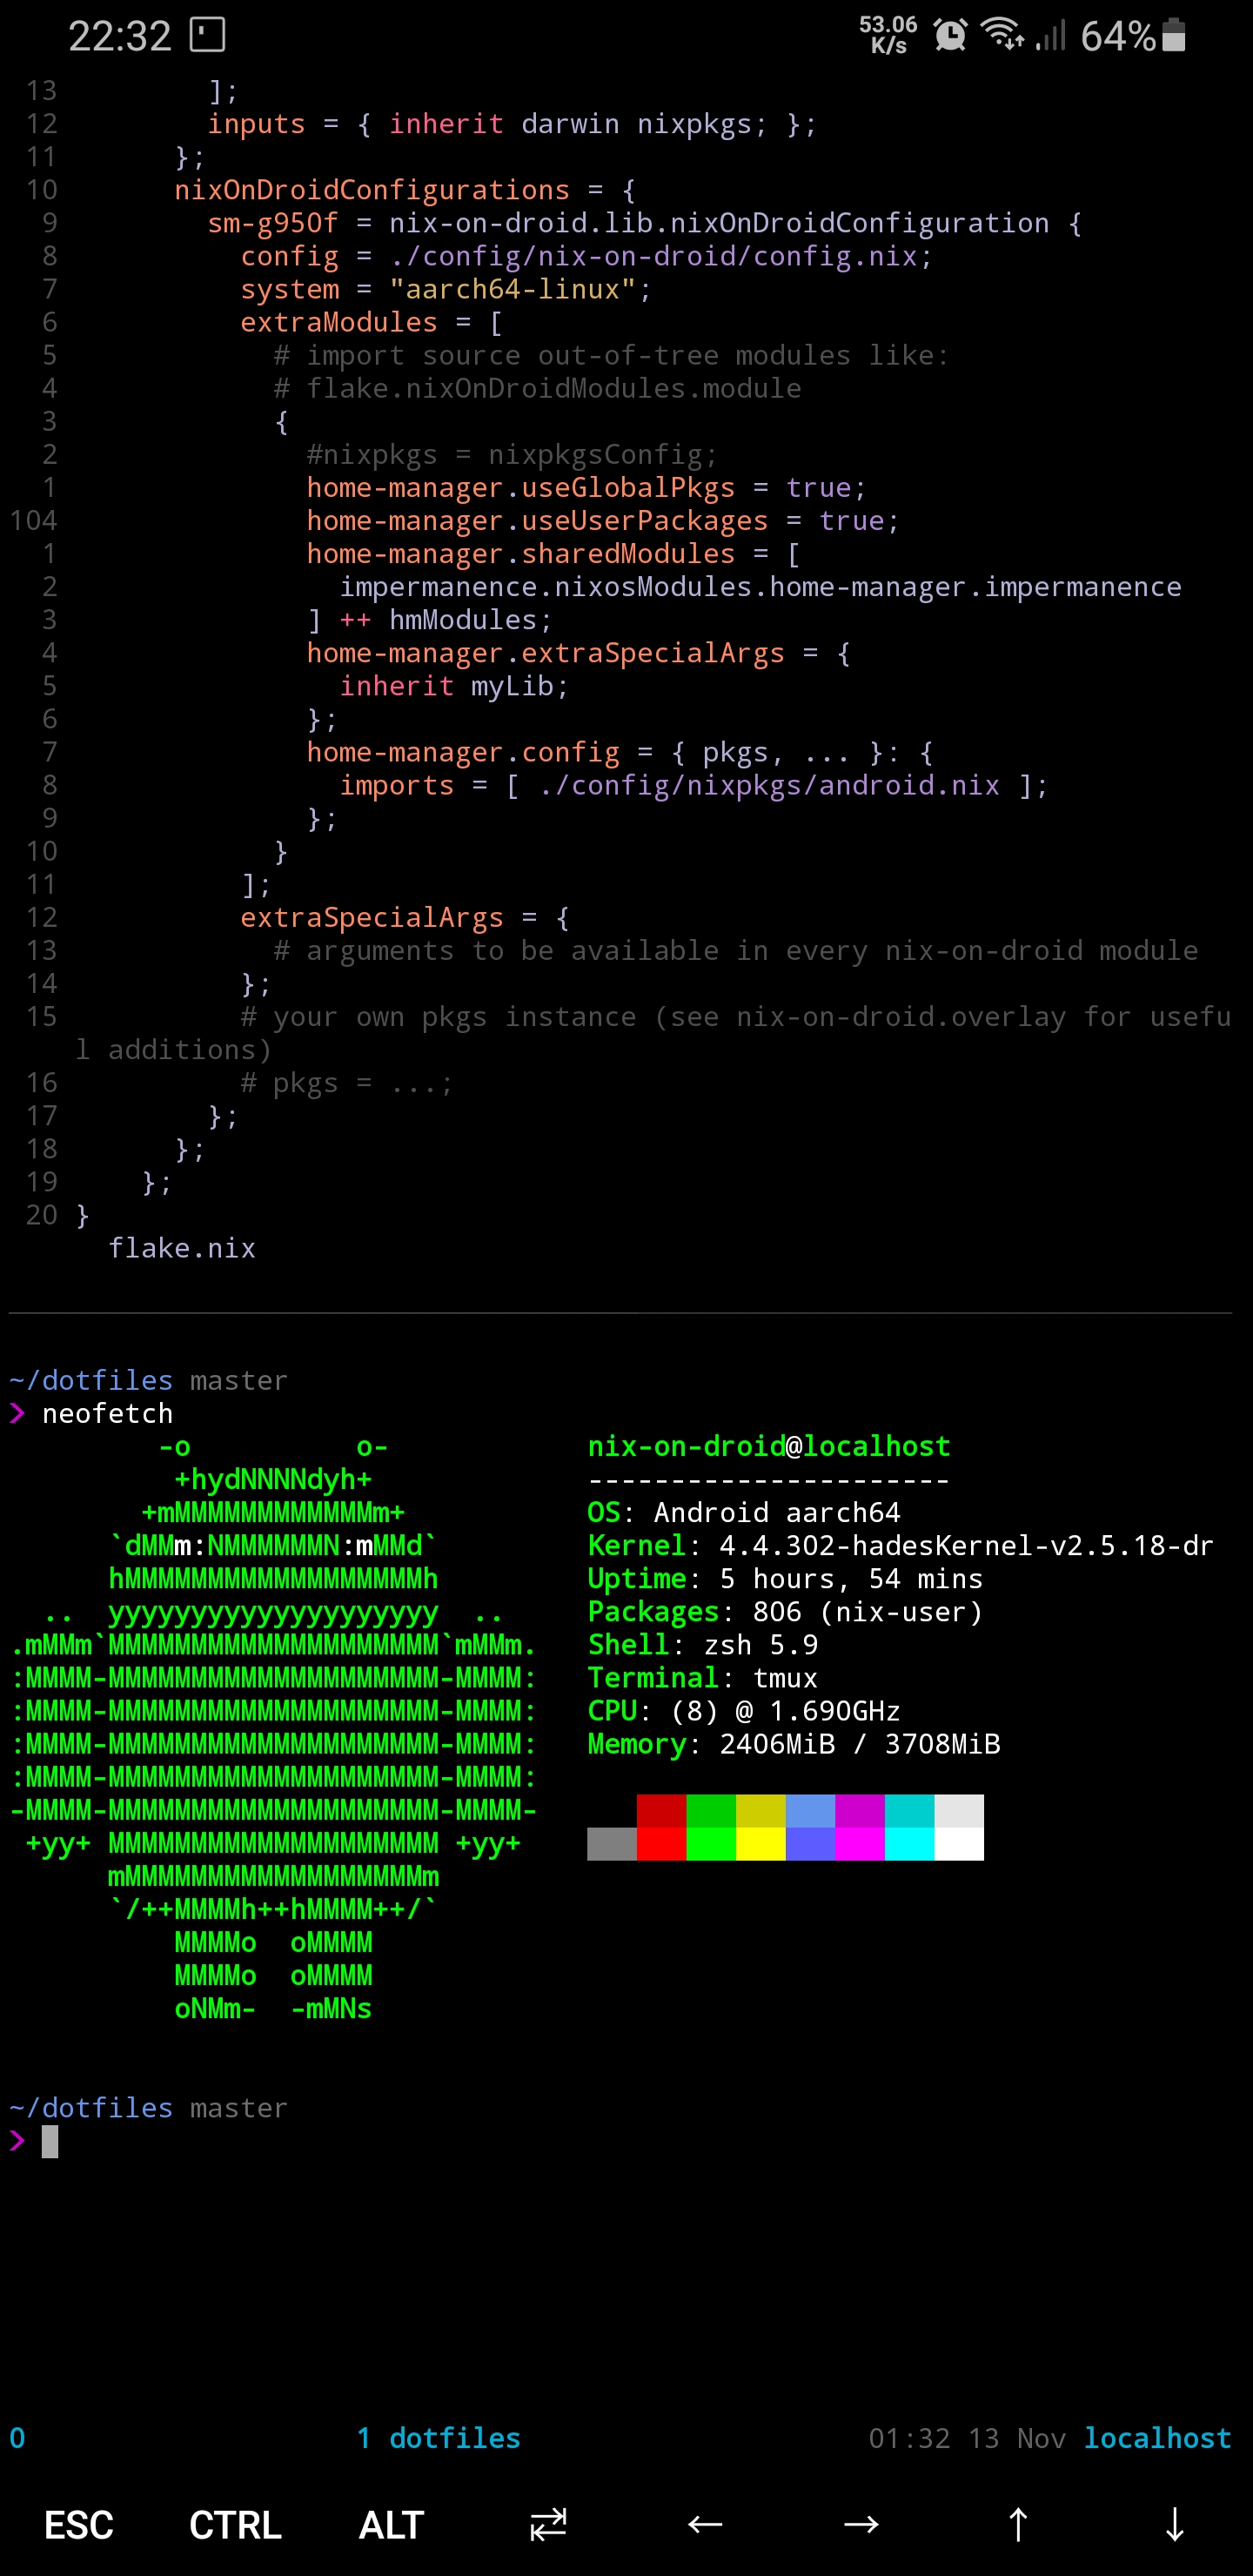 22:32 53.06 K/s 64%
13         ];
12         inputs = { inherit darwin nixpkgs; };
11       };
10       nixOnDroidConfigurations = {
 9         sm-g950f = nix-on-droid.lib.nixOnDroidConfiguration {
 8           config = ./config/nix-on-droid/config.nix;
 7           system = "aarch64-linux";
 6           extraModules = [
 5             # import source out-of-tree modules like:
 4             # flake.nixOnDroidModules.module
 3             {
 2               #nixpkgs = nixpkgsConfig;
 1               home-manager.useGlobalPkgs = true;
104               home-manager.useUserPackages = true;
 1               home-manager.sharedModules = [
 2                 impermanence.nixosModules.home-manager.impermanence
 3               ] ++ hmModules;
 4               home-manager.extraSpecialArgs = {
 5                 inherit myLib;
 6               };
 7               home-manager.config = { pkgs, ... }: {
 8                 imports = [ ./config/nixpkgs/android.nix ];
 9               };
10             }
11           ];
12           extraSpecialArgs = {
13             # arguments to be available in every nix-on-droid module
14           };
15           # your own pkgs instance (see nix-on-droid.overlay for usefu
l additions)
16           # pkgs = ...;
17         };
18       };
19     };
20 }
flake.nix
~/dotfiles master
❯ neofetch
         -o          o-            nix-on-droid@localhost
          +hydNNNNdyh+             ----------------------
        +mMMMMMMMMMMMMm+           OS: Android aarch64
      `dMMm:NMMMMMMN:mMMd`         Kernel: 4.4.302-hadesKernel-v2.5.18-dr
      hMMMMMMMMMMMMMMMMMMh         Uptime: 5 hours, 54 mins
  ..  yyyyyyyyyyyyyyyyyyyy  ..     Packages: 806 (nix-user)
.mMMm`MMMMMMMMMMMMMMMMMMMM`mMMm.   Shell: zsh 5.9
:MMMM-MMMMMMMMMMMMMMMMMMMM-MMMM:   Terminal: tmux
:MMMM-MMMMMMMMMMMMMMMMMMMM-MMMM:   CPU: (8) @ 1.690GHz
:MMMM-MMMMMMMMMMMMMMMMMMMM-MMMM:   Memory: 2406MiB / 3708MiB
:MMMM-MMMMMMMMMMMMMMMMMMMM-MMMM:
-MMMM-MMMMMMMMMMMMMMMMMMMM-MMMM-
 +yy+ MMMMMMMMMMMMMMMMMMMM +yy+
      mMMMMMMMMMMMMMMMMMMm
      `/++MMMMh++hMMMM++/`
          MMMMo  oMMMM
          MMMMo  oMMMM
          oNMm-  -mMNs
~/dotfiles master
❯
0 1 dotfiles 01:32 13 Nov localhost
ESC CTRL ALT ⇄ ← → ↑ ↓